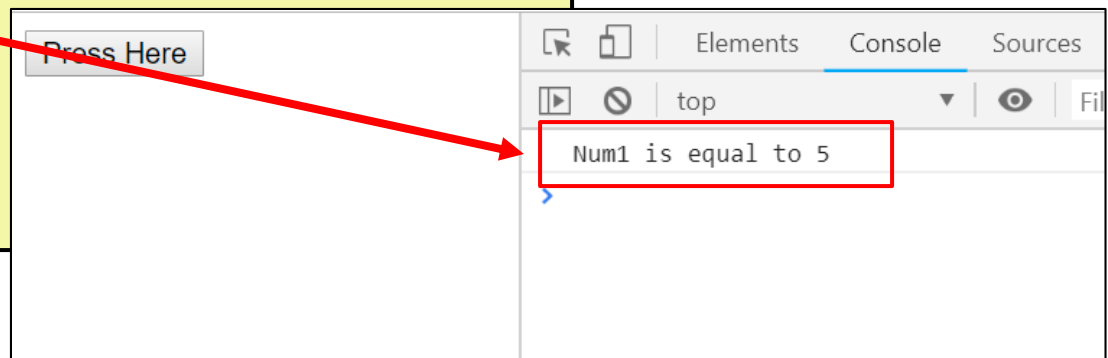 Press Here
Elements Console Sources
top Fil
Num1 is equal to 5